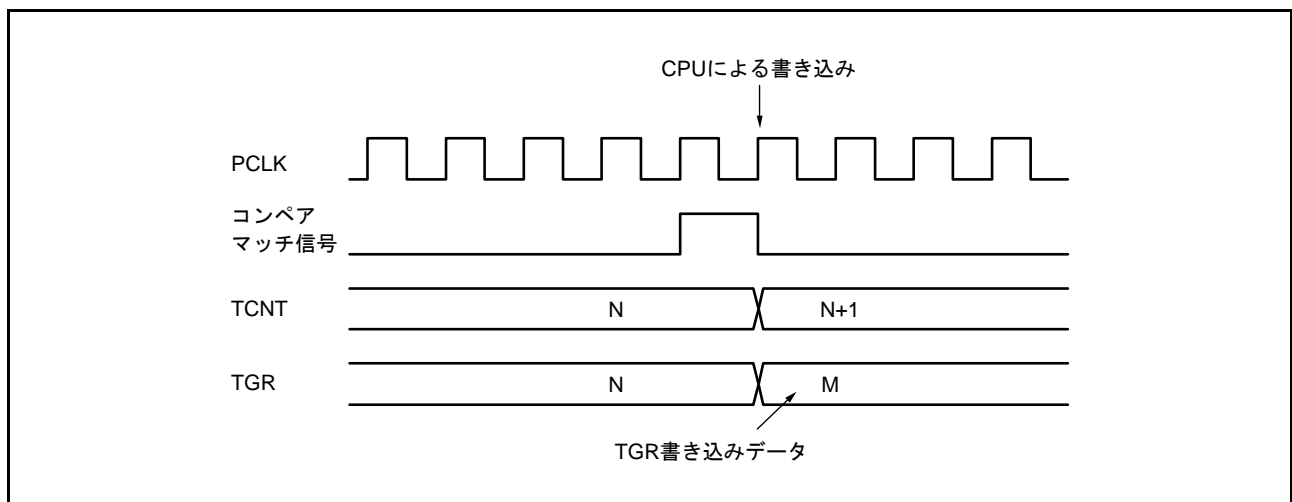 CPUによる書き込み
PCLK
コンペア
マッチ信号
TCNT
N
N+1
TGR
N
M
TGR書き込みデータ